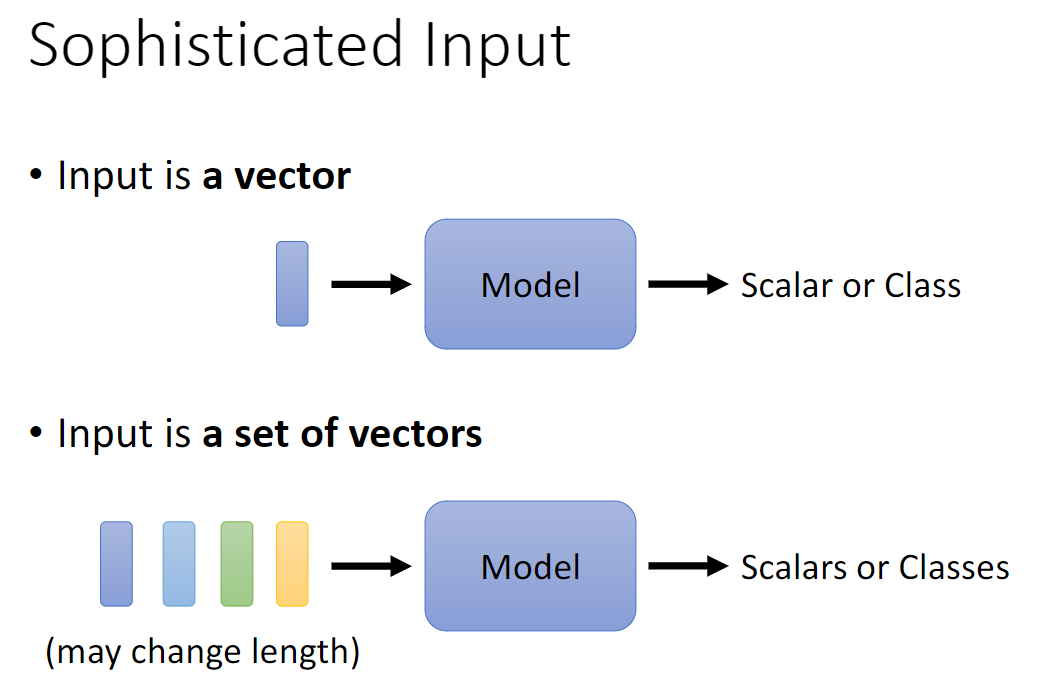 Sophisticated Input
• Input is a vector
Model
Scalar or Class
• Input is a set of vectors
Model
Scalars or Classes
(may change length)